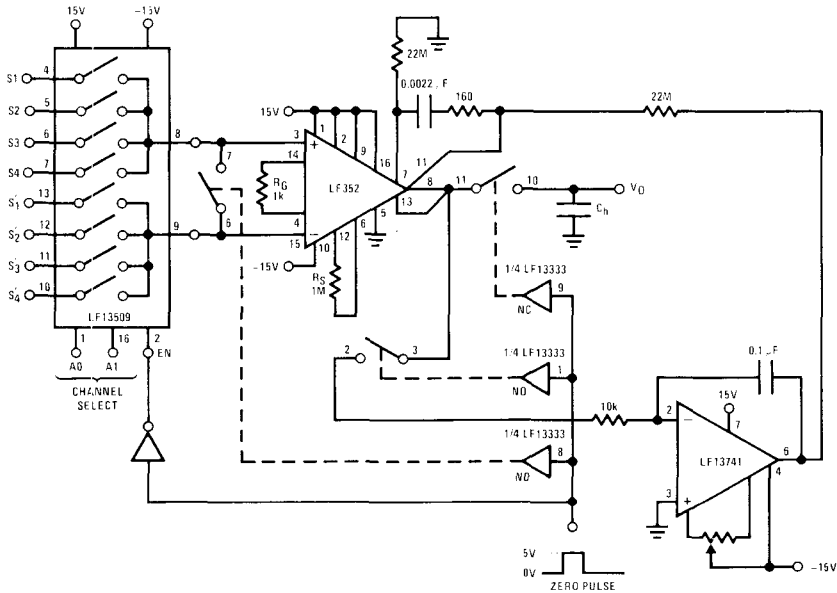 15V
-15V
S1
4
S2
5
S3
6
S4
7
S'1
13
S'2
12
S'3
11
S'4
10
LF13509
8
9
7
6
1
16
2
A0
A1
EN
CHANNEL
SELECT
15V
3
1
2
9
16
14
RG
1k
4
15
-15V
LF352
7
11
8
13
5
6
12
10
RS
1M
22M
0.0022 µF
160
22M
11
10
VO
Ch
1/4 LF13333
9
NC
2
3
1/4 LF13333
1
NO
1/4 LF13333
8
NO
10k
0.1 µF
15V
7
2
−
LF13741
6
4
3
+
-15V
5V
0V
ZERO PULSE